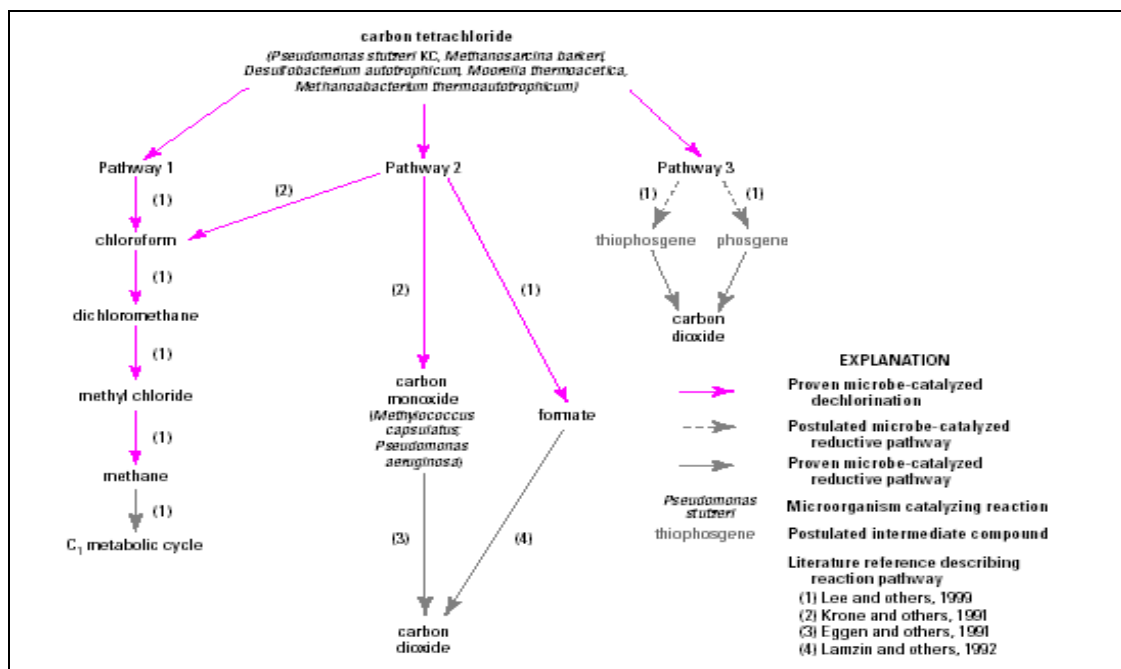 carbon tetrachloride
(Pseudomonas stutzeri KC, Methanosarcina barkeri,
Desulfobacterium autotrophicum, Moorella thermoacetica,
Methanoabacterium thermoautotrophicum)
Pathway 1
Pathway 2
Pathway 3
(1)
(2)
(1)
(1)
chloroform
thiophosgene
phosgene
(1)
(2)
(1)
dichloromethane
carbon
dioxide
(1)
methyl chloride
carbon
monoxide
(Methylococcus
capsulatus;
Pseudomonas
aeruginosa)
formate
(1)
methane
(1)
C1 metabolic cycle
(3)
(4)
carbon
dioxide
EXPLANATION
Proven microbe-catalyzed
dechlorination
Postulated microbe-catalyzed
reductive pathway
Proven microbe-catalyzed
reductive pathway
Pseudomonas
stutzeri
Microorganism catalyzing reaction
thiophosgene
Postulated intermediate compound
Literature reference describing
reaction pathway
(1) Lee and others, 1999
(2) Krone and others, 1991
(3) Eggen and others, 1991
(4) Lamzin and others, 1992